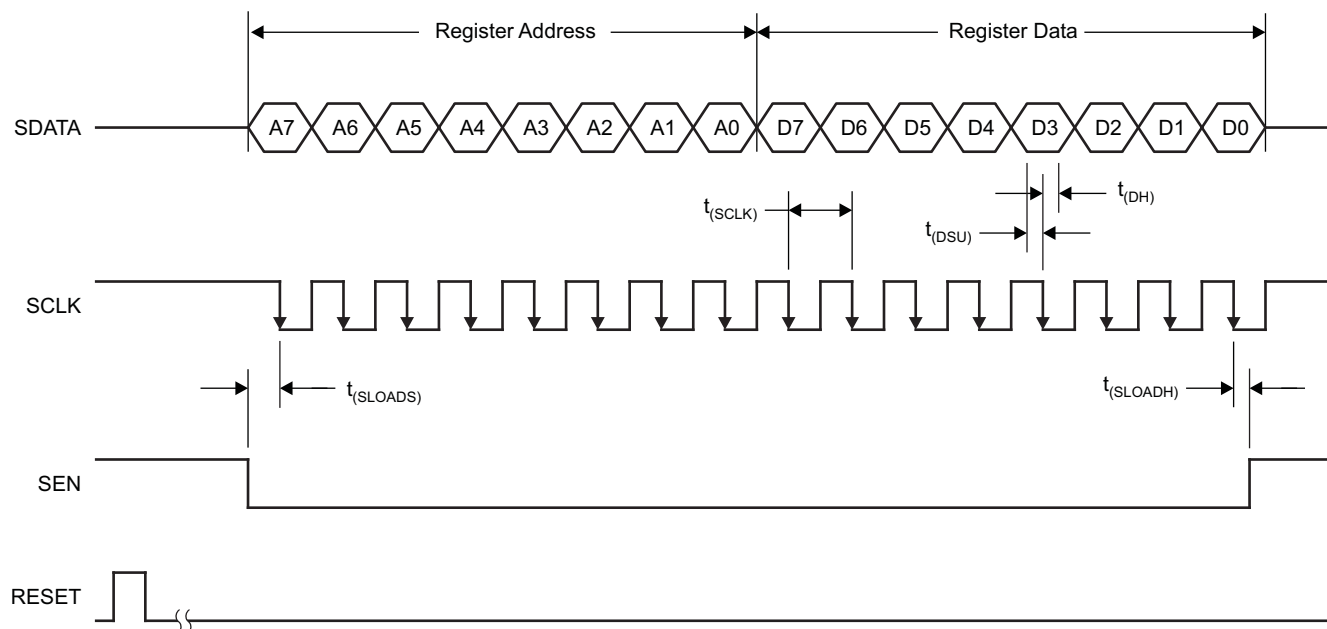 Register Address
Register Data
SDATA
A7 A6 A5 A4 A3 A2 A1 A0 D7 D6 D5 D4 D3 D2 D1 D0
t(SCLK)
t(DH)
t(DSU)
SCLK
t(SLOADS)
t(SLOADH)
SEN
RESET